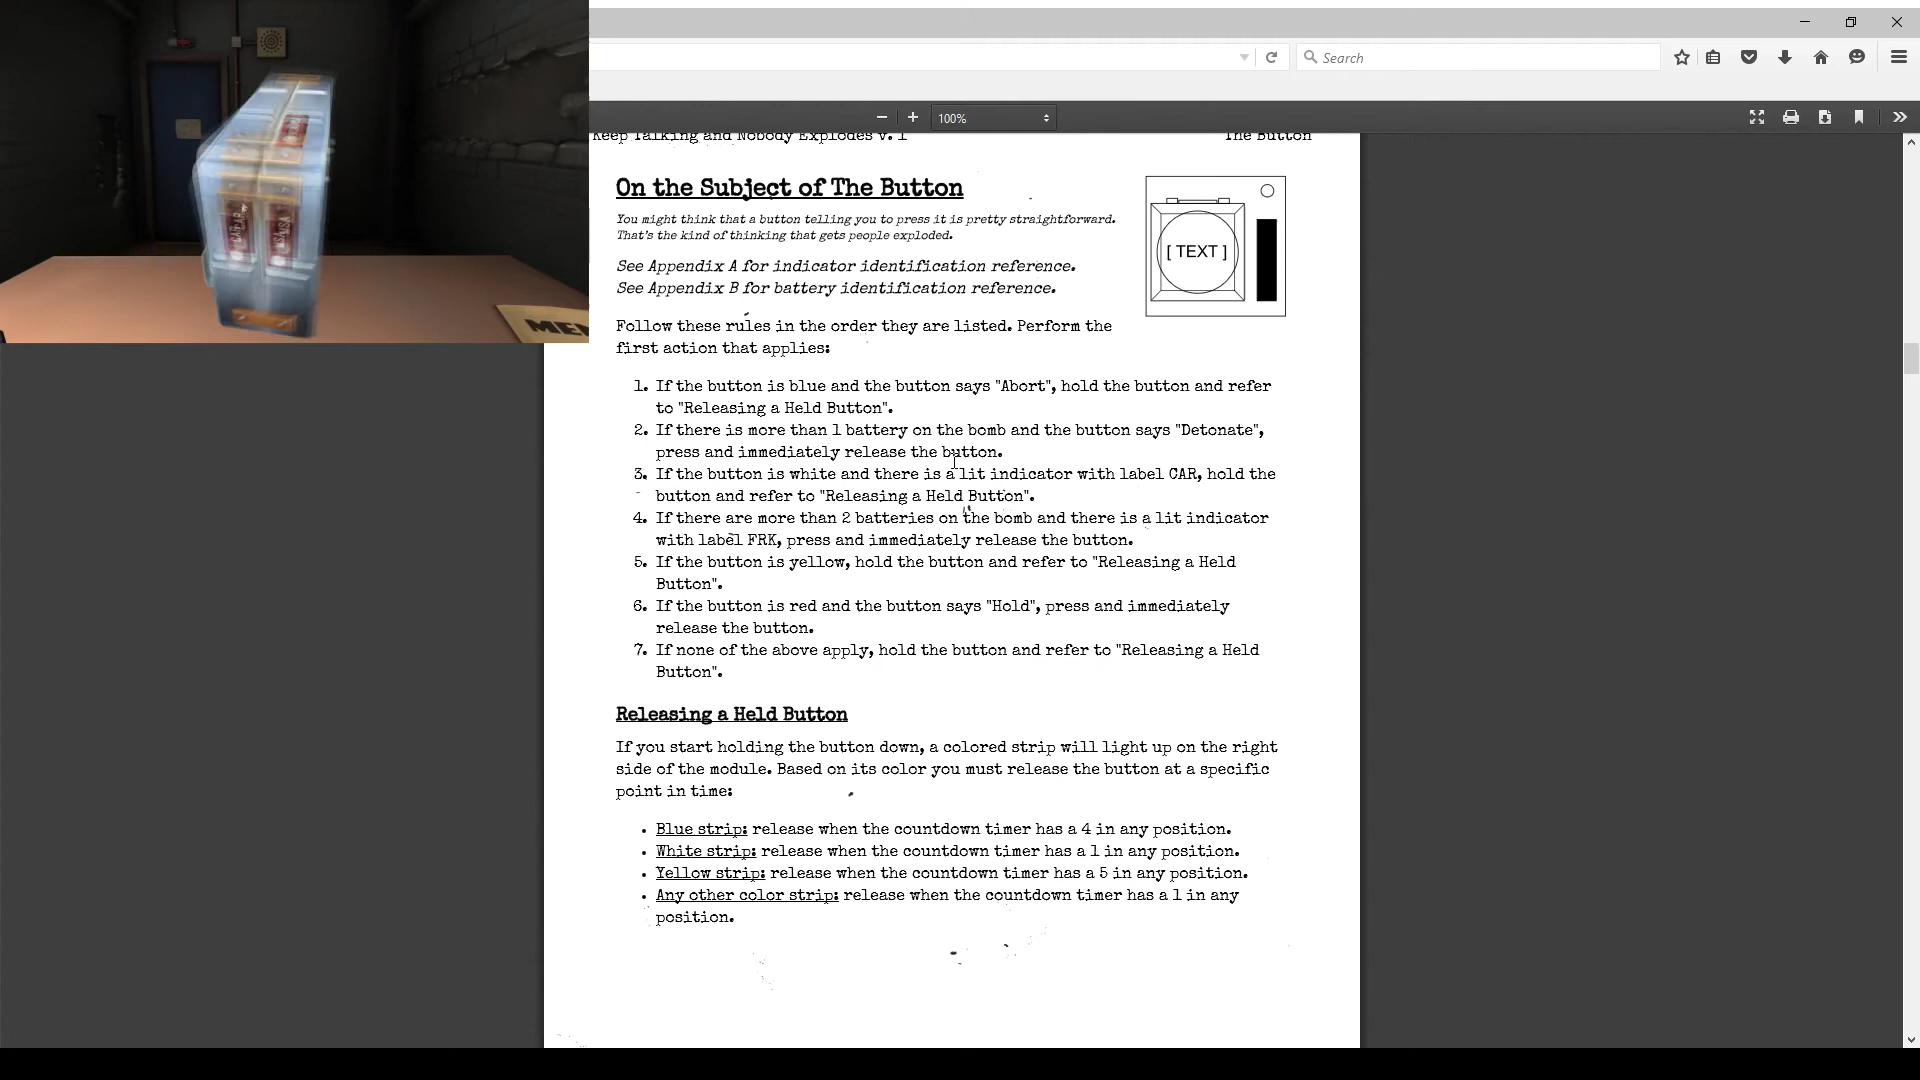 Search
100%
Keep Talking and Nobody Explodes v. 1
The Button
On the Subject of The Button
You might think that a button telling you to press it is pretty straightforward.
That's the kind of thinking that gets people exploded.
See Appendix A for indicator identification reference.
See Appendix B for battery identification reference.
[ TEXT ]
Follow these rules in the order they are listed. Perform the
first action that applies:
1. If the button is blue and the button says "Abort", hold the button and refer
to "Releasing a Held Button".
2. If there is more than 1 battery on the bomb and the button says "Detonate",
press and immediately release the button.
3. If the button is white and there is a lit indicator with label CAR, hold the
button and refer to "Releasing a Held Button".
4. If there are more than 2 batteries on the bomb and there is a lit indicator
with label FRK, press and immediately release the button.
5. If the button is yellow, hold the button and refer to "Releasing a Held
Button".
6. If the button is red and the button says "Hold", press and immediately
release the button.
7. If none of the above apply, hold the button and refer to "Releasing a Held
Button".
Releasing a Held Button
If you start holding the button down, a colored strip will light up on the right
side of the module. Based on its color you must release the button at a specific
point in time:
• Blue strip: release when the countdown timer has a 4 in any position.
• White strip: release when the countdown timer has a 1 in any position.
• Yellow strip: release when the countdown timer has a 5 in any position.
• Any other color strip: release when the countdown timer has a 1 in any
position.